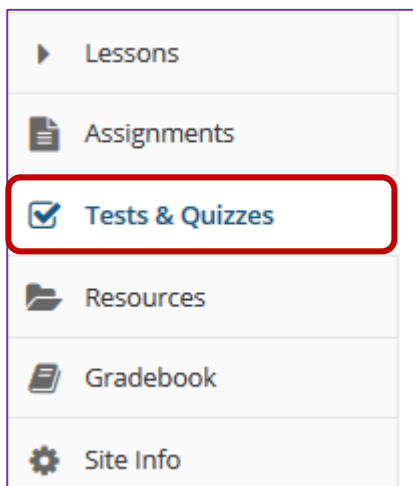 Lessons
Assignments
Tests & Quizzes
Resources
Gradebook
Site Info